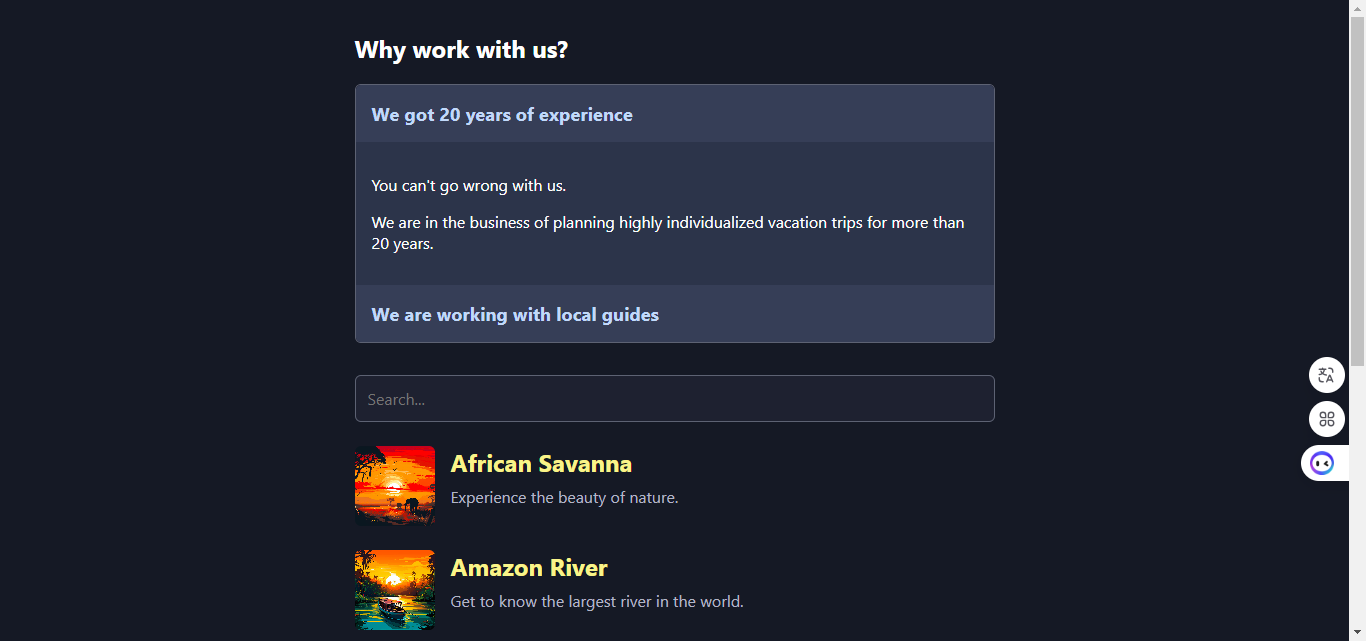 Why work with us?
We got 20 years of experience
You can't go wrong with us.
We are in the business of planning highly individualized vacation trips for more than
20 years.
We are working with local guides
Search...
African Savanna
Experience the beauty of nature.
Amazon River
Get to know the largest river in the world.